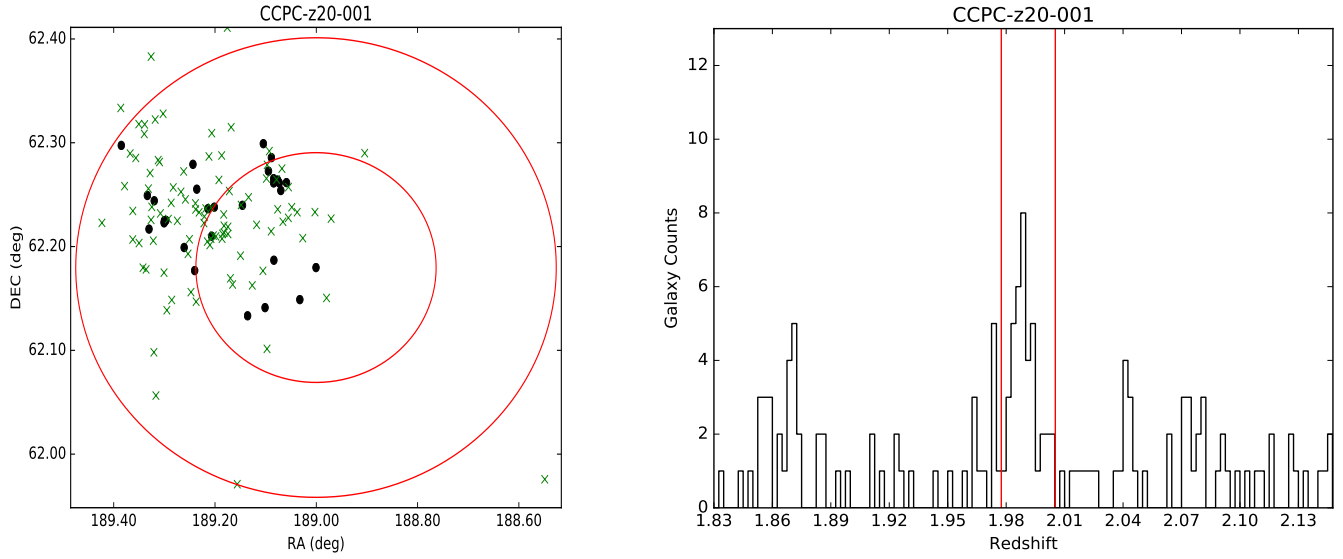 CCPC-z20-001
62.40
62.30
62.20
62.10
62.00
DEC (deg)
189.40 189.20 189.00 188.80 188.60
RA (deg)
CCPC-z20-001
12
10
8
6
4
2
0
Galaxy Counts
1.83 1.86 1.89 1.92 1.95 1.98 2.01 2.04 2.07 2.10 2.13
Redshift